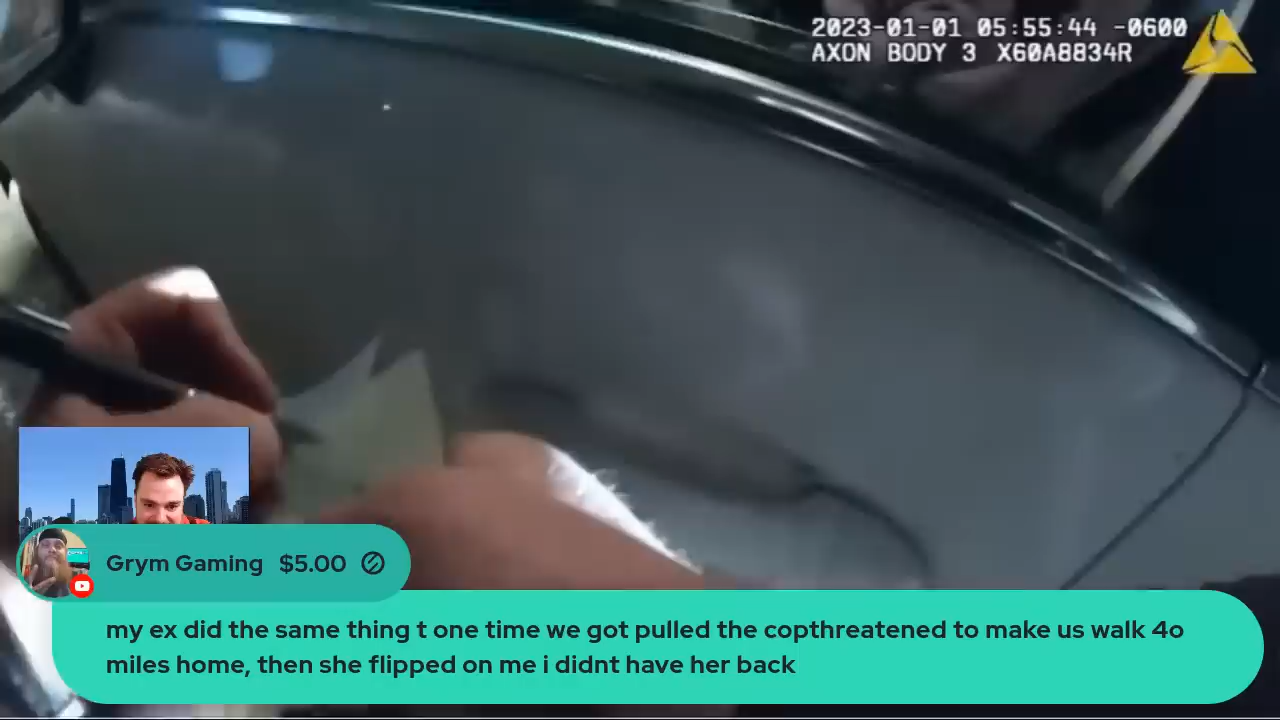 2023-01-01 05:55:44 -0600
AXON BODY 3 X60A8834R
Grym Gaming $5.00
my ex did the same thing t one time we got pulled the copthreatened to make us walk 4o
miles home, then she flipped on me i didnt have her back